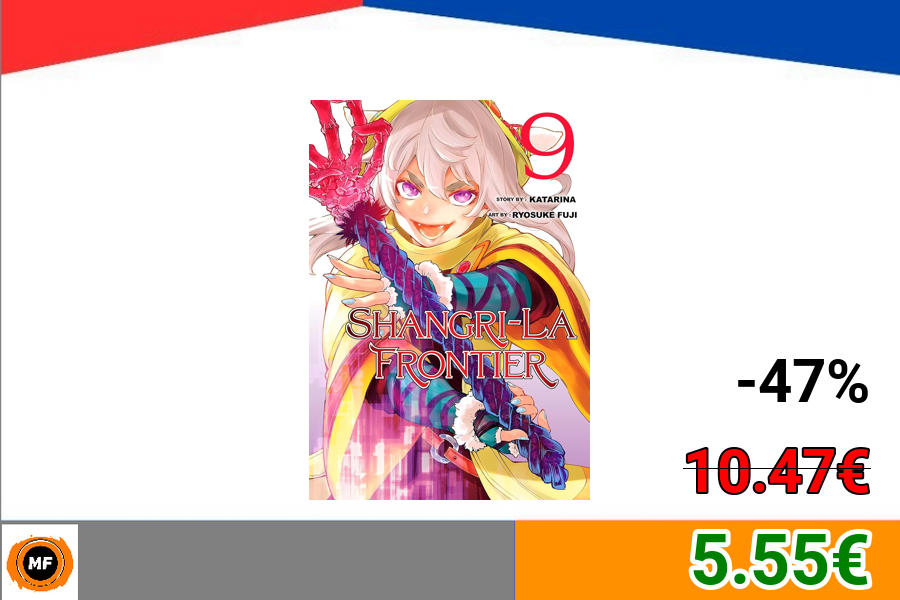 9
STORY BY • KATARINA
ART BY • RYOSUKE FUJI
SHANGRI-LA
FRONTIER
-47%
10.47€
5.55€
MF